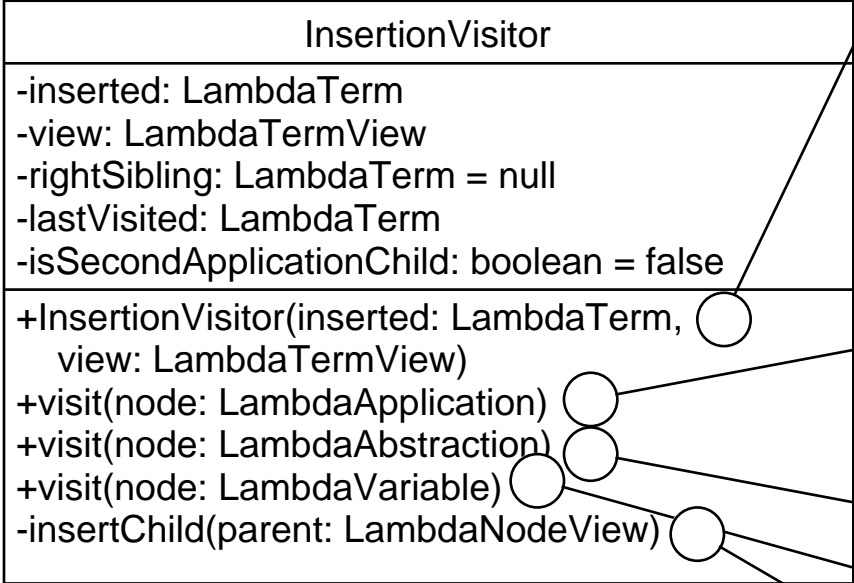 InsertionVisitor
-inserted: LambdaTerm
-view: LambdaTermView
-rightSibling: LambdaTerm = null
-lastVisited: LambdaTerm
-isSecondApplicationChild: boolean = false
+InsertionVisitor(inserted: LambdaTerm,
view: LambdaTermView)
+visit(node: LambdaApplication)
+visit(node: LambdaAbstraction)
+visit(node: LambdaVariable)
-insertChild(parent: LambdaNodeView)